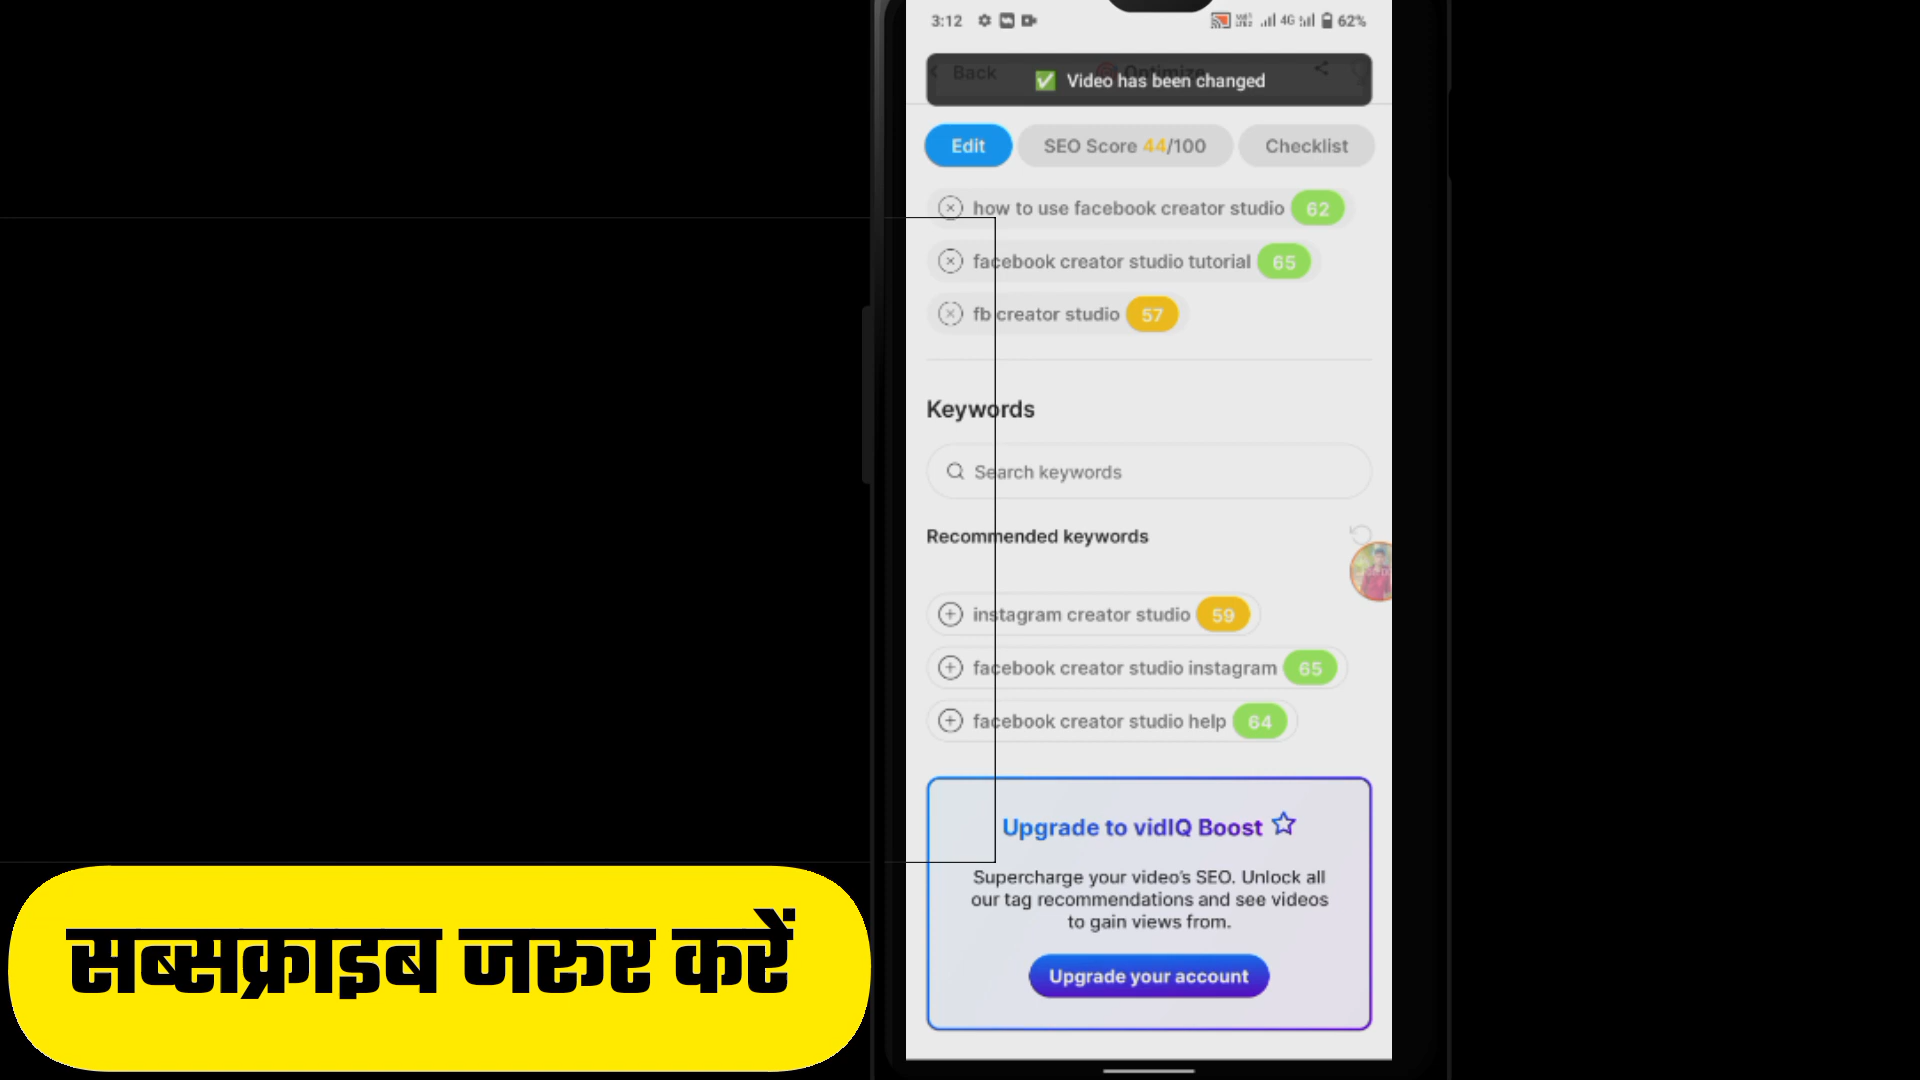 3:12
4G
62%
Back
Optimize
✅ Video has been changed
Edit
SEO Score 44/100
Checklist
how to use facebook creator studio 62
facebook creator studio tutorial 65
fb creator studio 57
Keywords
Search keywords
Recommended keywords
instagram creator studio 59
facebook creator studio instagram 65
facebook creator studio help 64
Upgrade to vidIQ Boost
Supercharge your video's SEO. Unlock all
our tag recommendations and see videos
to gain views from.
Upgrade your account
सब्सक्राइब जरूर करें